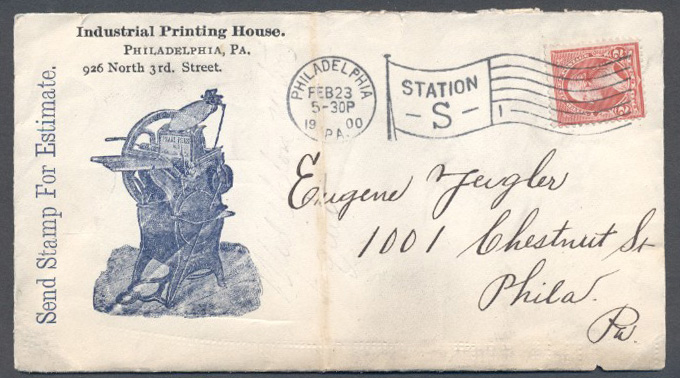 Industrial Printing House.
PHILADELPHIA, PA.
926 North 3rd. Street.
Send Stamp For Estimate.
PHILADELPHIA
FEB 23
5-30P
19 00
PA.
STATION
- S -
1
Eugene
1001 Chestnut St
Phila.
Pa.